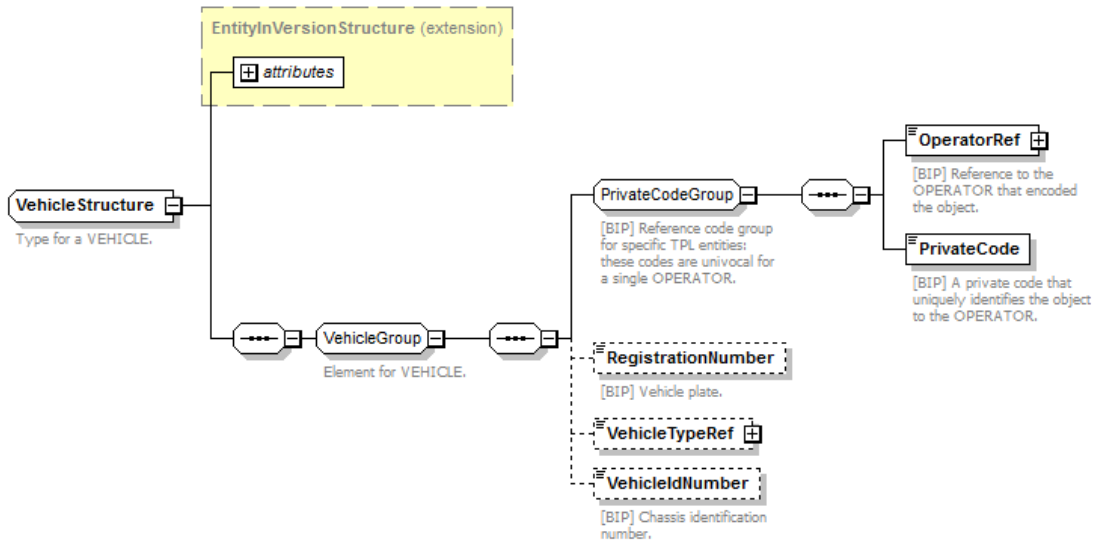 EntityInVersionStructure (extension)
attributes
VehicleStructure
Type for a VEHICLE.
VehicleGroup
Element for VEHICLE.
PrivateCodeGroup
[BIP] Reference code group
for specific TPL entities:
these codes are univocal for
a single OPERATOR.
OperatorRef
[BIP] Reference to the
OPERATOR that encoded
the object.
PrivateCode
[BIP] A private code that
uniquely identifies the object
to the OPERATOR.
RegistrationNumber
[BIP] Vehicle plate.
VehicleTypeRef
VehicleIdNumber
[BIP] Chassis identification
number.